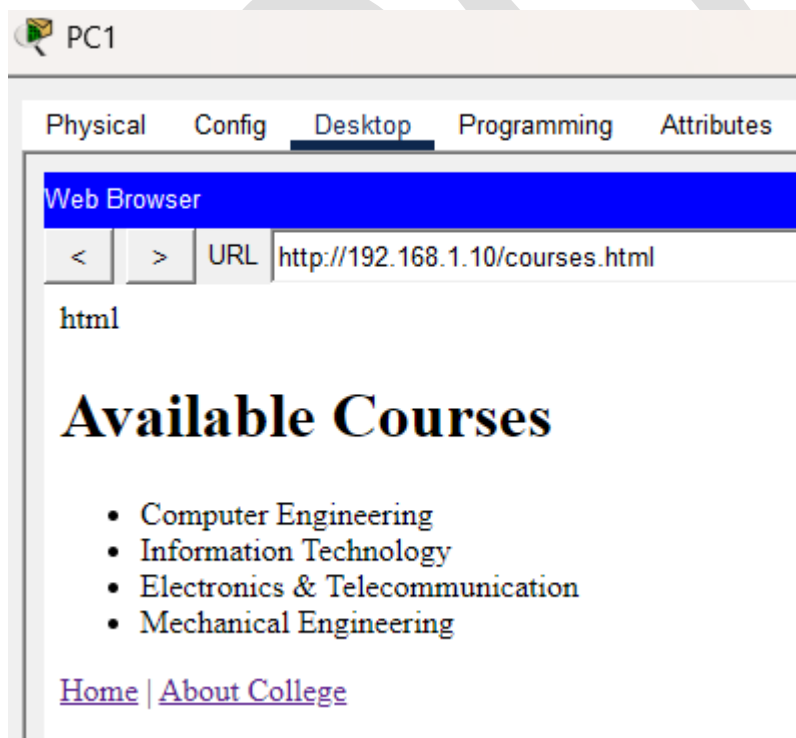 PC1
Physical Config Desktop Programming Attributes
Web Browser
< > URL http://192.168.1.10/courses.html
html
Available Courses
• Computer Engineering
• Information Technology
• Electronics & Telecommunication
• Mechanical Engineering
Home | About College